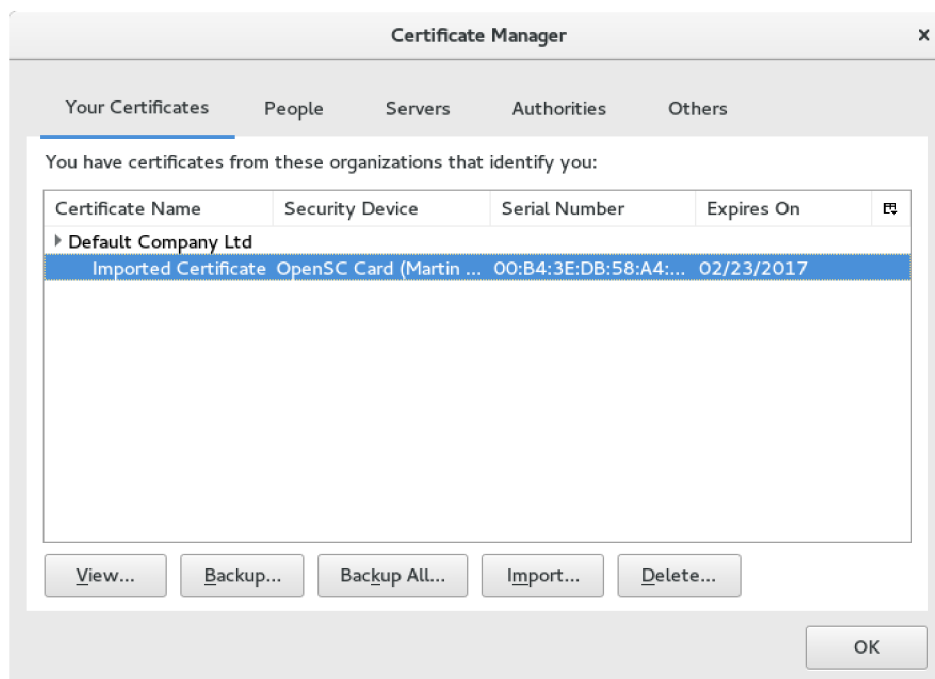 Certificate Manager
Your Certificates People Servers Authorities Others
You have certificates from these organizations that identify you:
Certificate Name Security Device Serial Number Expires On
Default Company Ltd
Imported Certificate OpenSC Card (Martin ... 00:B4:3E:DB:58:A4:... 02/23/2017
View... Backup... Backup All... Import... Delete...
OK